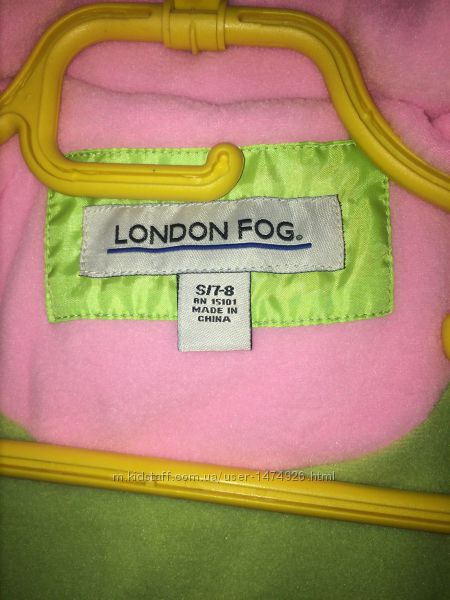 LONDON FOG.
S/7-8
RN 15101
MADE IN
CHINA
m.kidstaff.com.ua/user-1474926.html